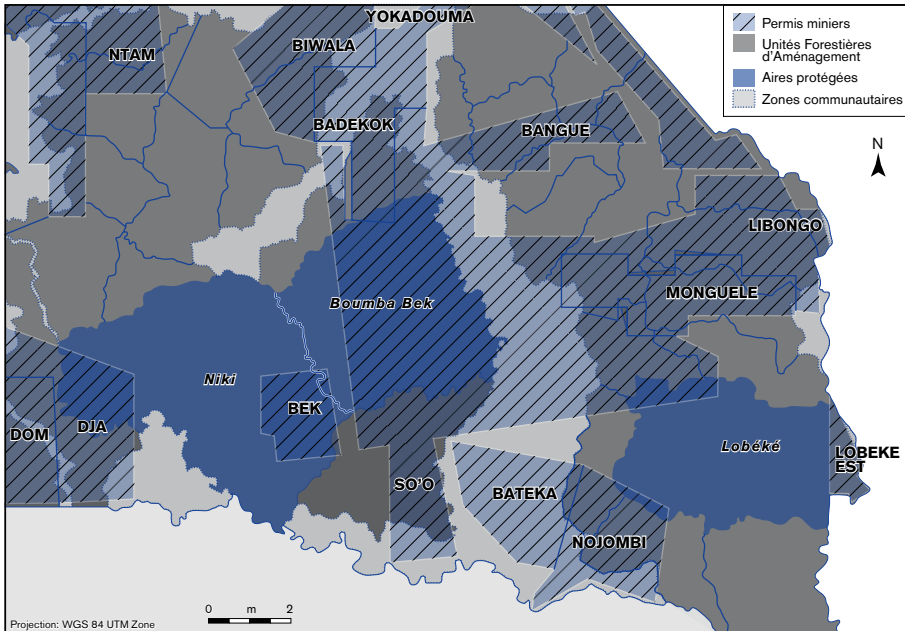 YOKADOUMA
NTAM
BIWALA
Permis miniers
Unités Forestières
d'Aménagement
Aires protégées
Zones communautaires
BADEKOK
BANGUE
N
LIBONGO
MONGUELE
Boumba Bek
Niki
BEK
DJA
DOM
Lobéké
LOBEKE
EST
SO'O
BATEKA
NOJOMBI
0 m 2
Projection: WGS 84 UTM Zone